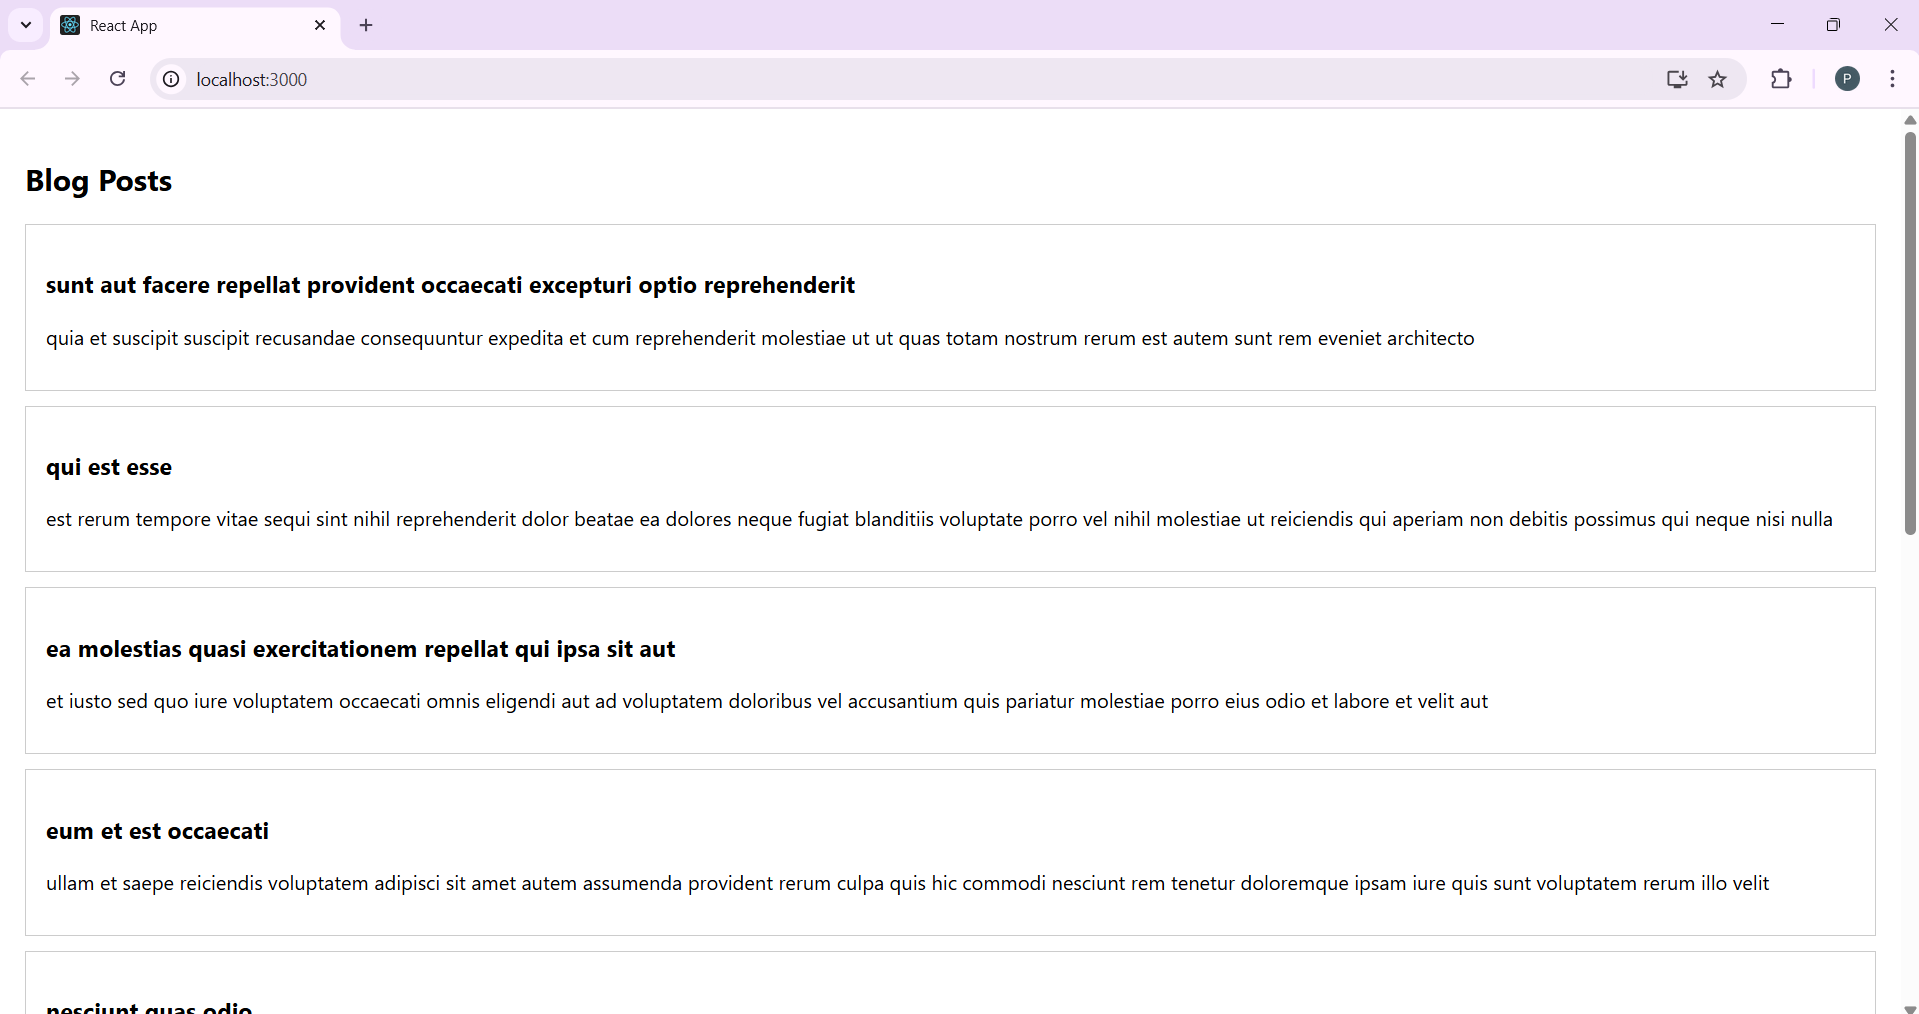 React App
localhost:3000
P
Blog Posts
sunt aut facere repellat provident occaecati excepturi optio reprehenderit
quia et suscipit suscipit recusandae consequuntur expedita et cum reprehenderit molestiae ut ut quas totam nostrum rerum est autem sunt rem eveniet architecto
qui est esse
est rerum tempore vitae sequi sint nihil reprehenderit dolor beatae ea dolores neque fugiat blanditiis voluptate porro vel nihil molestiae ut reiciendis qui aperiam non debitis possimus qui neque nisi nulla
ea molestias quasi exercitationem repellat qui ipsa sit aut
et iusto sed quo iure voluptatem occaecati omnis eligendi aut ad voluptatem doloribus vel accusantium quis pariatur molestiae porro eius odio et labore et velit aut
eum et est occaecati
ullam et saepe reiciendis voluptatem adipisci sit amet autem assumenda provident rerum culpa quis hic commodi nesciunt rem tenetur doloremque ipsam iure quis sunt voluptatem rerum illo velit
nesciunt quas odio